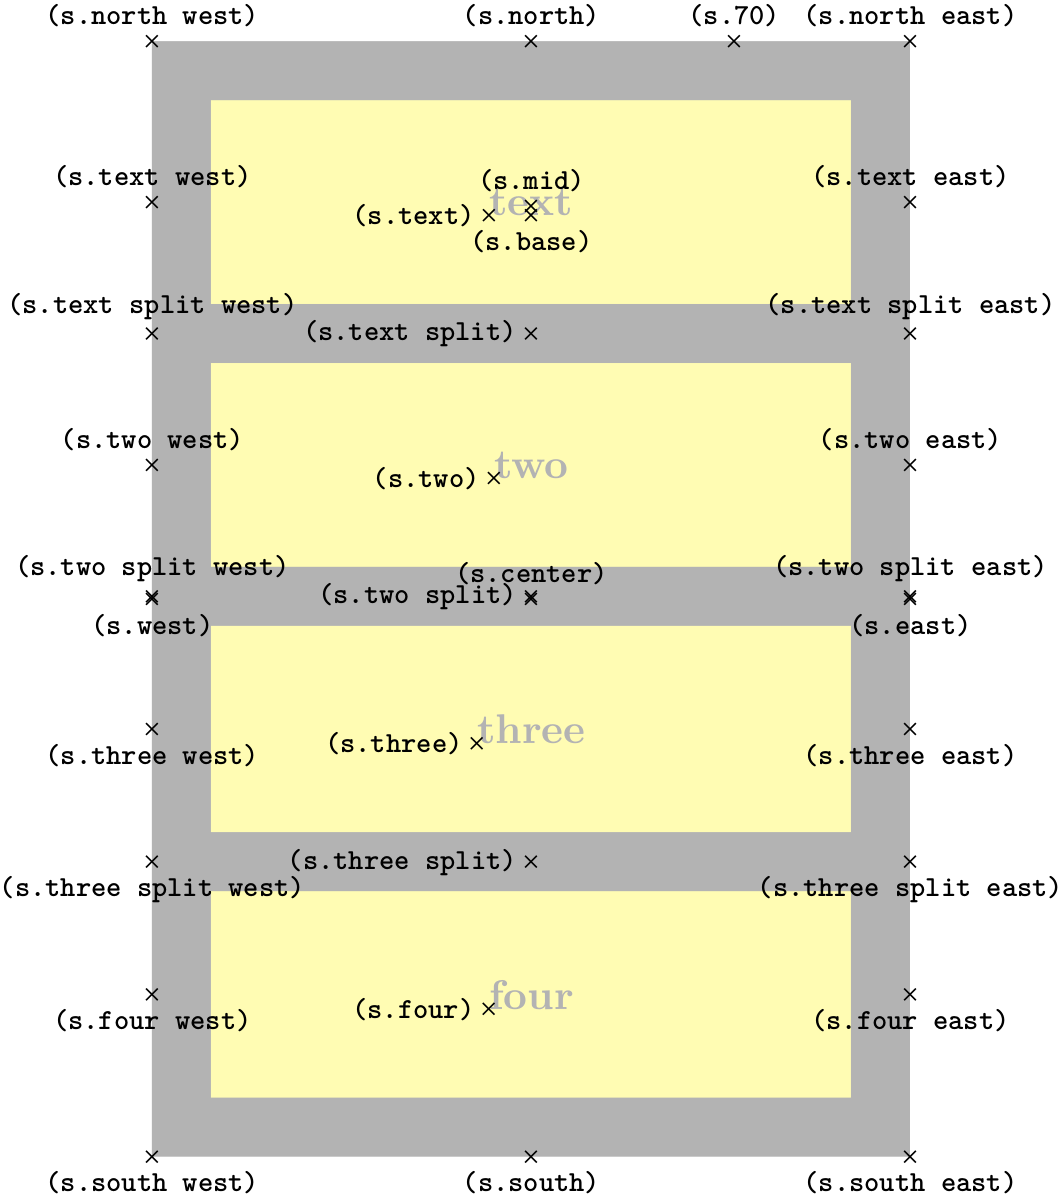 (s.north west) (s.north) (s.70) (s.north east)
(s.text west) (s.mid) (s.text east)
text
(s.text)
(s.base)
(s.text split west) (s.text split east)
(s.text split)
(s.two west) (s.two east)
two
(s.two)
(s.two split west) (s.center) (s.two split east)
(s.two split)
(s.west) (s.east)
three
(s.three)
(s.three west) (s.three east)
(s.three split)
(s.three split west) (s.three split east)
four
(s.four)
(s.four west) (s.four east)
(s.south west) (s.south) (s.south east)